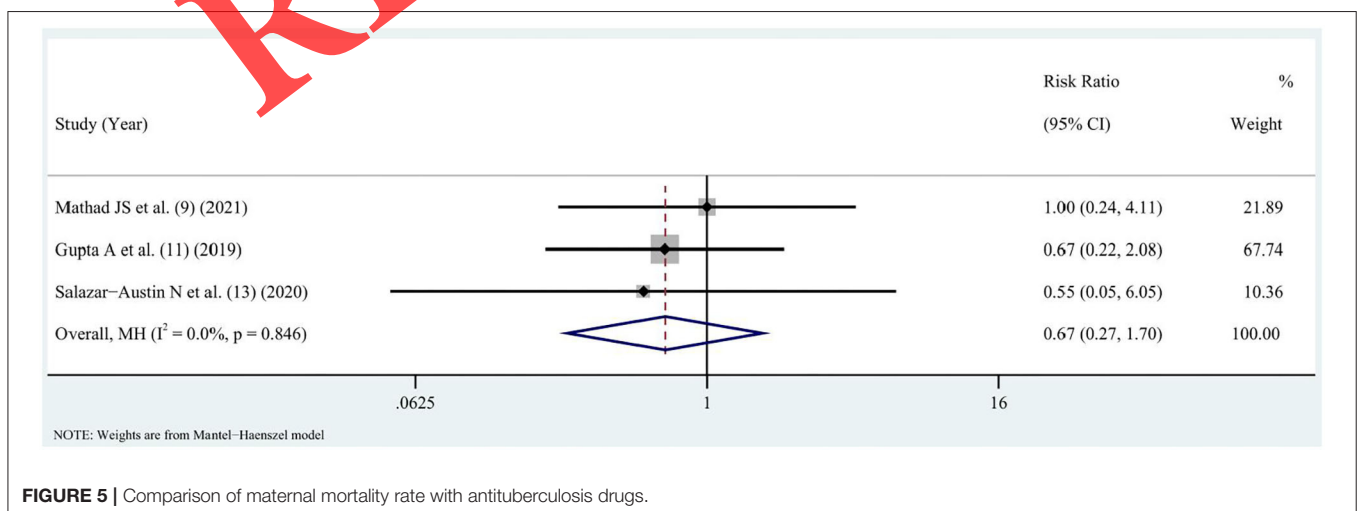 Risk Ratio %
Study (Year) (95% CI) Weight
Mathad JS et al. (9) (2021) 1.00 (0.24, 4.11) 21.89
Gupta A et al. (11) (2019) 0.67 (0.22, 2.08) 67.74
Salazar−Austin N et al. (13) (2020) 0.55 (0.05, 6.05) 10.36
Overall, MH (I² = 0.0%, p = 0.846) 0.67 (0.27, 1.70) 100.00
.0625 1 16
NOTE: Weights are from Mantel−Haenszel model
FIGURE 5 | Comparison of maternal mortality rate with antituberculosis drugs.